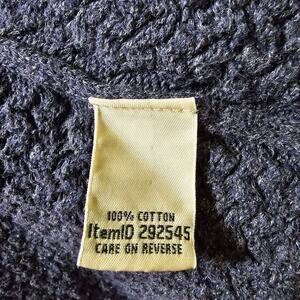 100% COTTON
ItemID 292545
CARE ON REVERSE